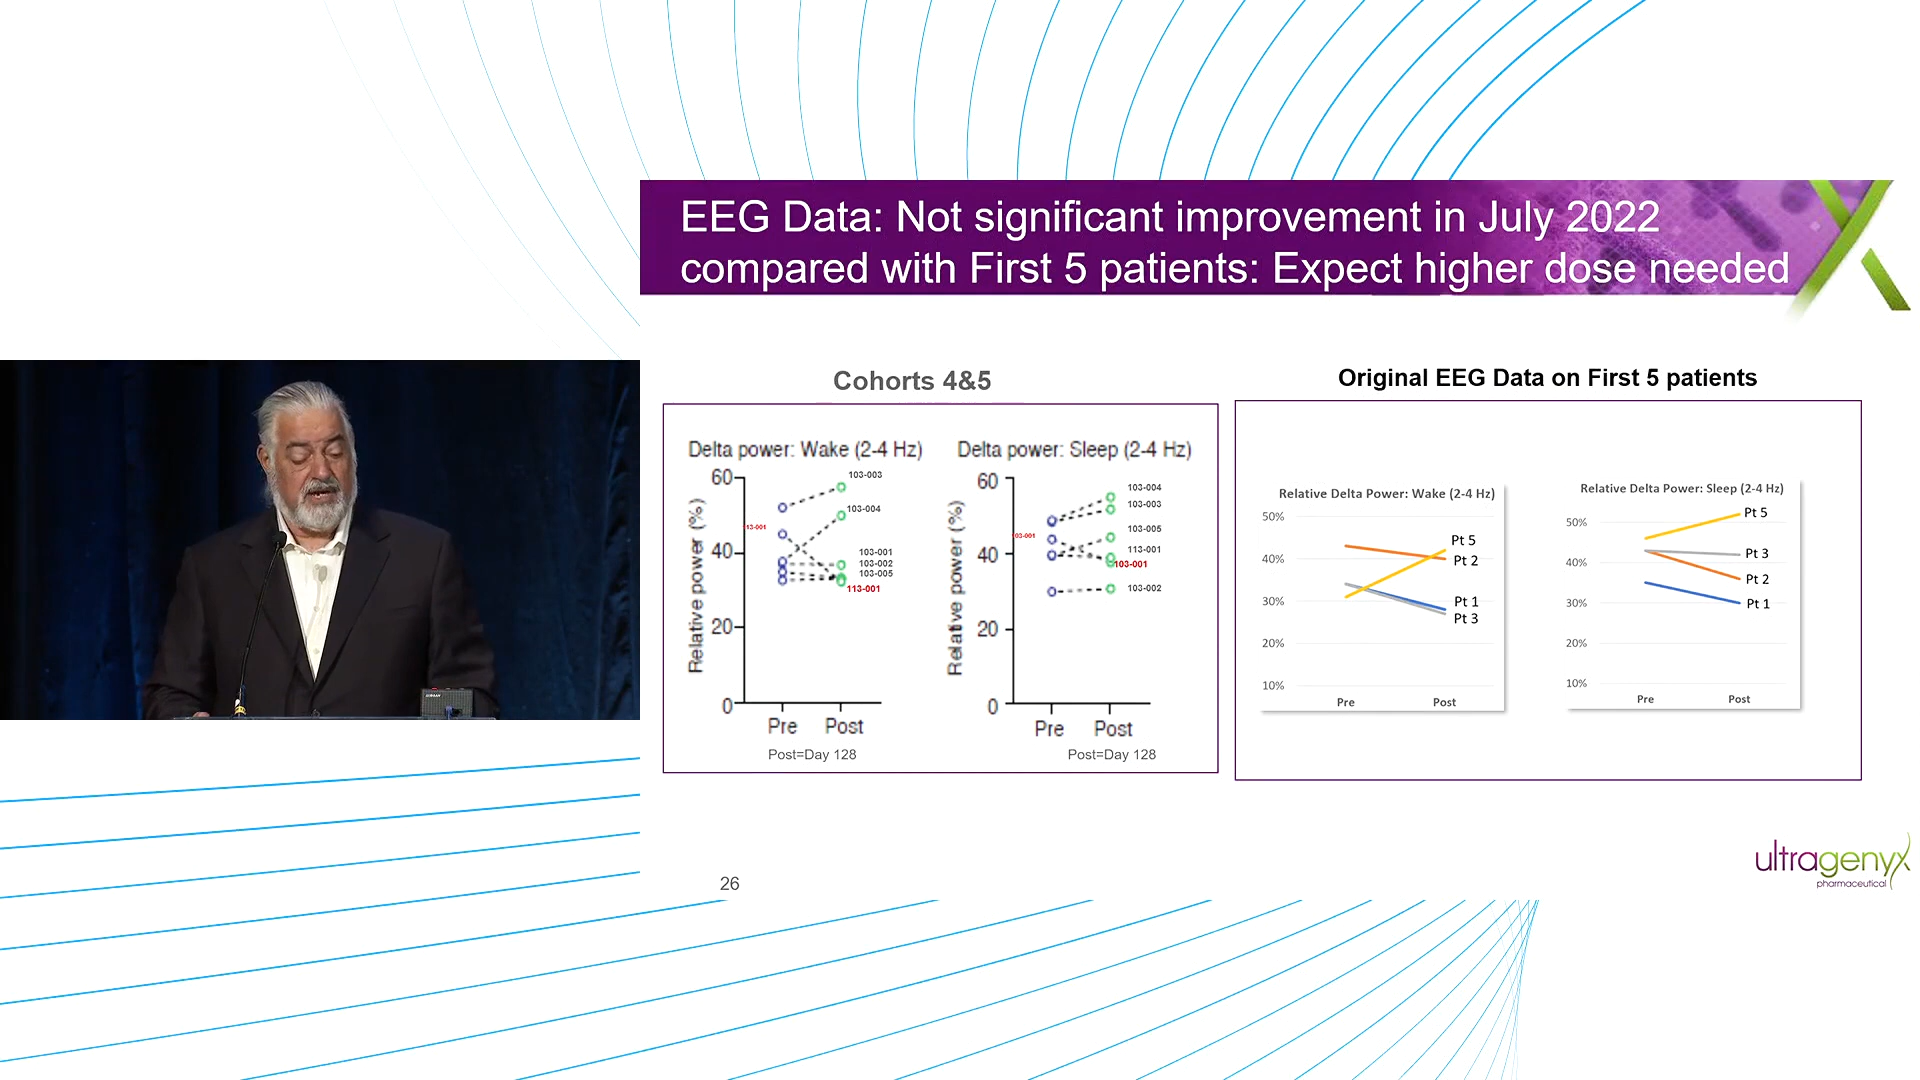 EEG Data: Not significant improvement in July 2022
compared with First 5 patients: Expect higher dose needed
Cohorts 4&5
Delta power: Wake (2-4 Hz)
Relative power (%)
60
40
20
0
103-003
103-004
13-001
103-001
103-002
103-005
113-001
Pre Post
Post=Day 128
Delta power: Sleep (2-4 Hz)
Relative power (%)
60
40
20
0
103-004
103-003
103-005
03-001
113-001
103-001
103-002
Pre Post
Post=Day 128
Original EEG Data on First 5 patients
Relative Delta Power: Wake (2-4 Hz)
50%
40%
30%
20%
10%
Pt 5
Pt 2
Pt 1
Pt 3
Pre Post
Relative Delta Power: Sleep (2-4 Hz)
50%
40%
30%
20%
10%
Pt 5
Pt 3
Pt 2
Pt 1
Pre Post
26
ultragenyx
pharmaceutical